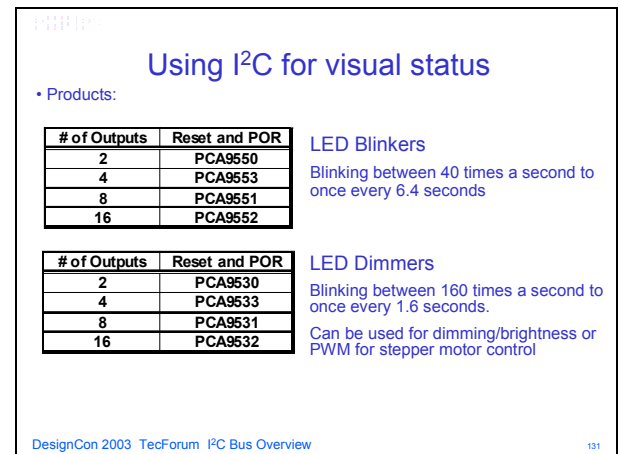 PHILIPS
Using I2C for visual status
• Products:
# of Outputs Reset and POR
2 PCA9550
4 PCA9553
8 PCA9551
16 PCA9552
LED Blinkers
Blinking between 40 times a second to
once every 6.4 seconds
# of Outputs Reset and POR
2 PCA9530
4 PCA9533
8 PCA9531
16 PCA9532
LED Dimmers
Blinking between 160 times a second to
once every 1.6 seconds.
Can be used for dimming/brightness or
PWM for stepper motor control
DesignCon 2003 TecForum I2C Bus Overview
131